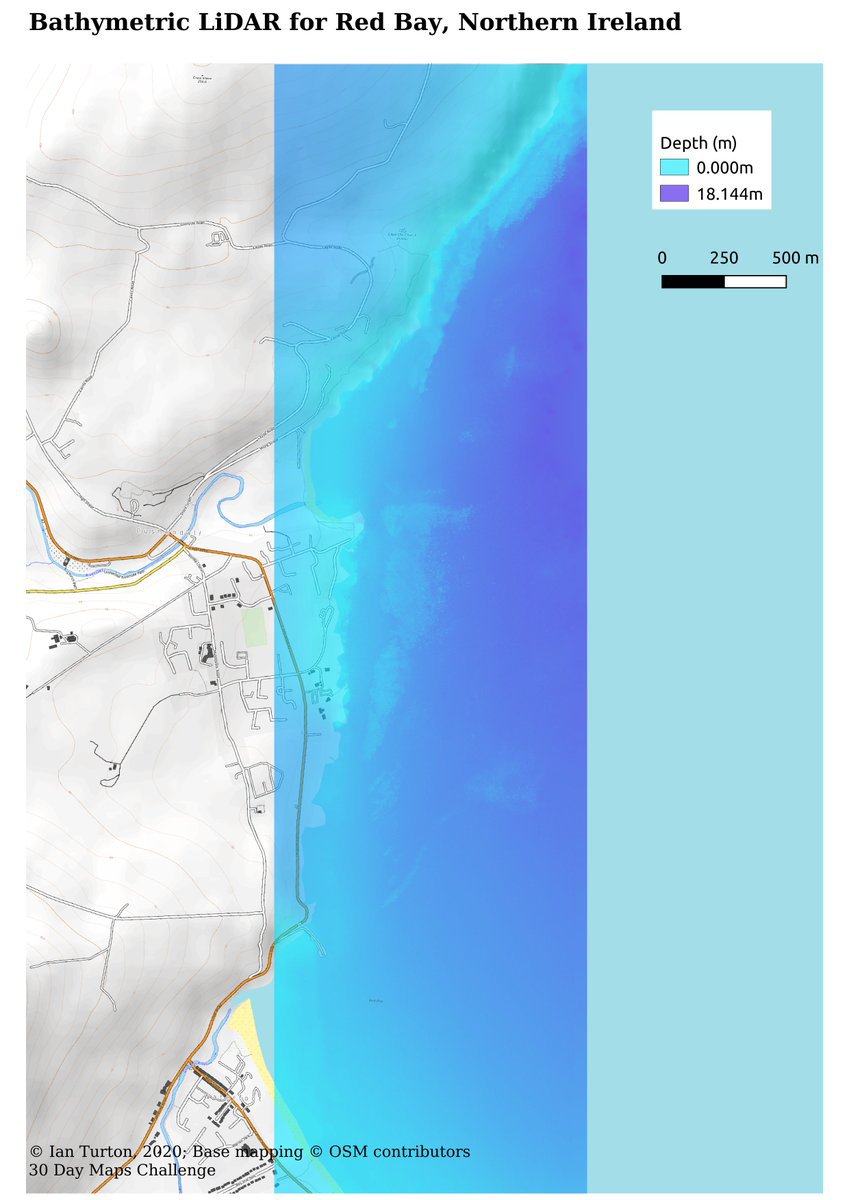 Bathymetric LiDAR for Red Bay, Northern Ireland
Depth (m)
0.000m
18.144m
0 250 500 m
© Ian Turton, 2020; Base mapping © OSM contributors
30 Day Maps Challenge